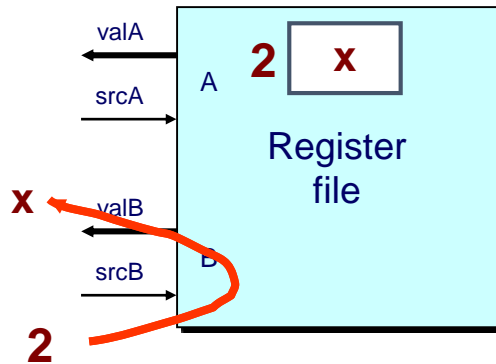 valA
2 x
A
srcA
Register
file
x
valB
B
srcB
2